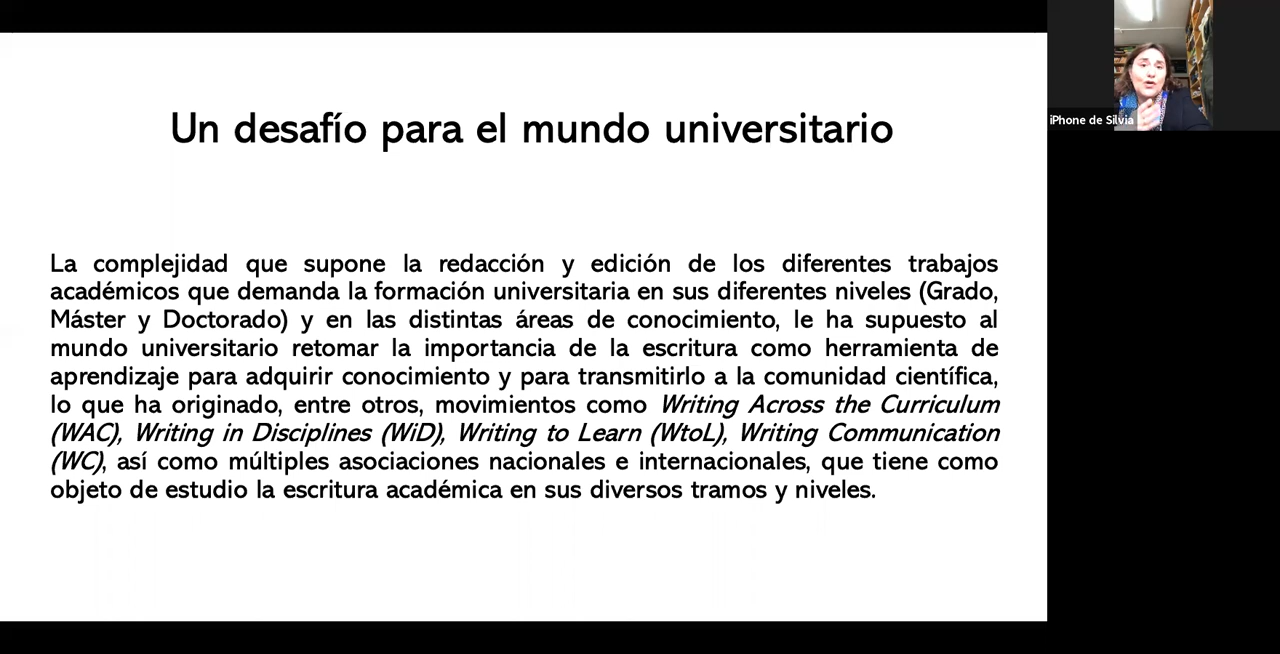 Un desafío para el mundo universitario
La complejidad que supone la redacción y edición de los diferentes trabajos
académicos que demanda la formación universitaria en sus diferentes niveles (Grado,
Máster y Doctorado) y en las distintas áreas de conocimiento, le ha supuesto al
mundo universitario retomar la importancia de la escritura como herramienta de
aprendizaje para adquirir conocimiento y para transmitirlo a la comunidad científica,
lo que ha originado, entre otros, movimientos como Writing Across the Curriculum
(WAC), Writing in Disciplines (WiD), Writing to Learn (WtoL), Writing Communication
(WC), así como múltiples asociaciones nacionales e internacionales, que tiene como
objeto de estudio la escritura académica en sus diversos tramos y niveles.
iPhone de Silvia